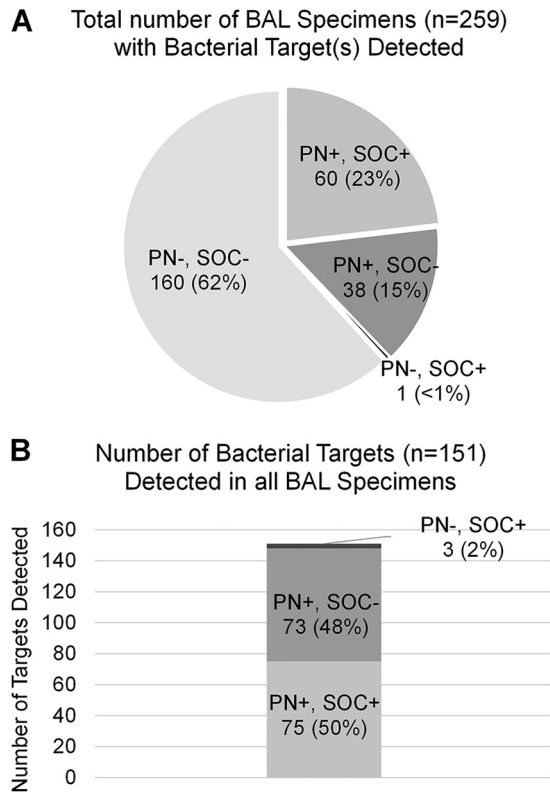 A
Total number of BAL Specimens (n=259)
with Bacterial Target(s) Detected
PN+, SOC+
60 (23%)
PN-, SOC-
160 (62%)
PN+, SOC-
38 (15%)
PN-, SOC+
1 (<1%)
B
Number of Bacterial Targets (n=151)
Detected in all BAL Specimens
Number of Targets Detected
160
140
120
100
80
60
40
20
0
PN-, SOC+
3 (2%)
PN+, SOC-
73 (48%)
PN+, SOC+
75 (50%)